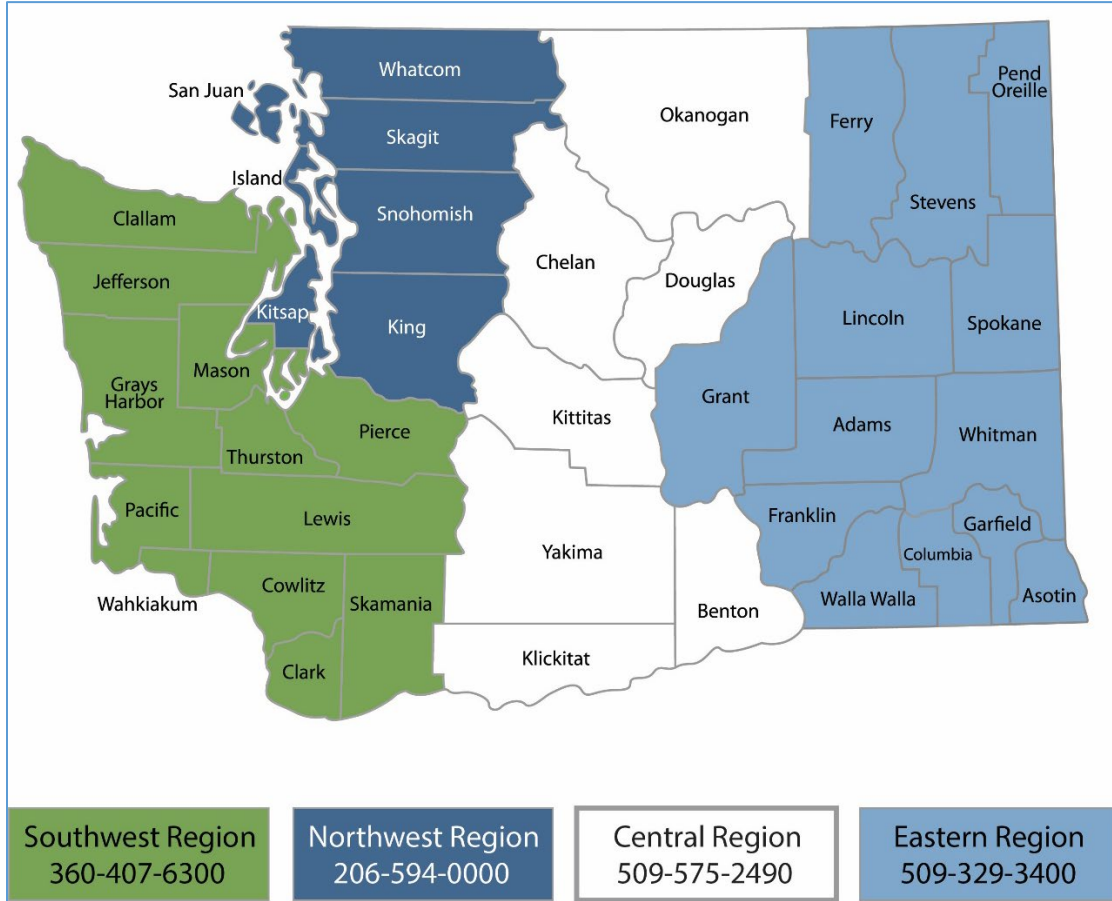 Whatcom
Pend
Oreille
San Juan
Okanogan
Ferry
Skagit
Island
Stevens
Snohomish
Clallam
Chelan
Jefferson
Douglas
Kitsap
King
Lincoln
Spokane
Mason
Grays
Harbor
Grant
Kittitas
Adams
Whitman
Pierce
Thurston
Pacific
Lewis
Franklin
Garfield
Yakima
Columbia
Cowlitz
Wahkiakum
Skamania
Walla Walla
Asotin
Benton
Klickitat
Clark
Southwest Region
360-407-6300
Northwest Region
206-594-0000
Central Region
509-575-2490
Eastern Region
509-329-3400